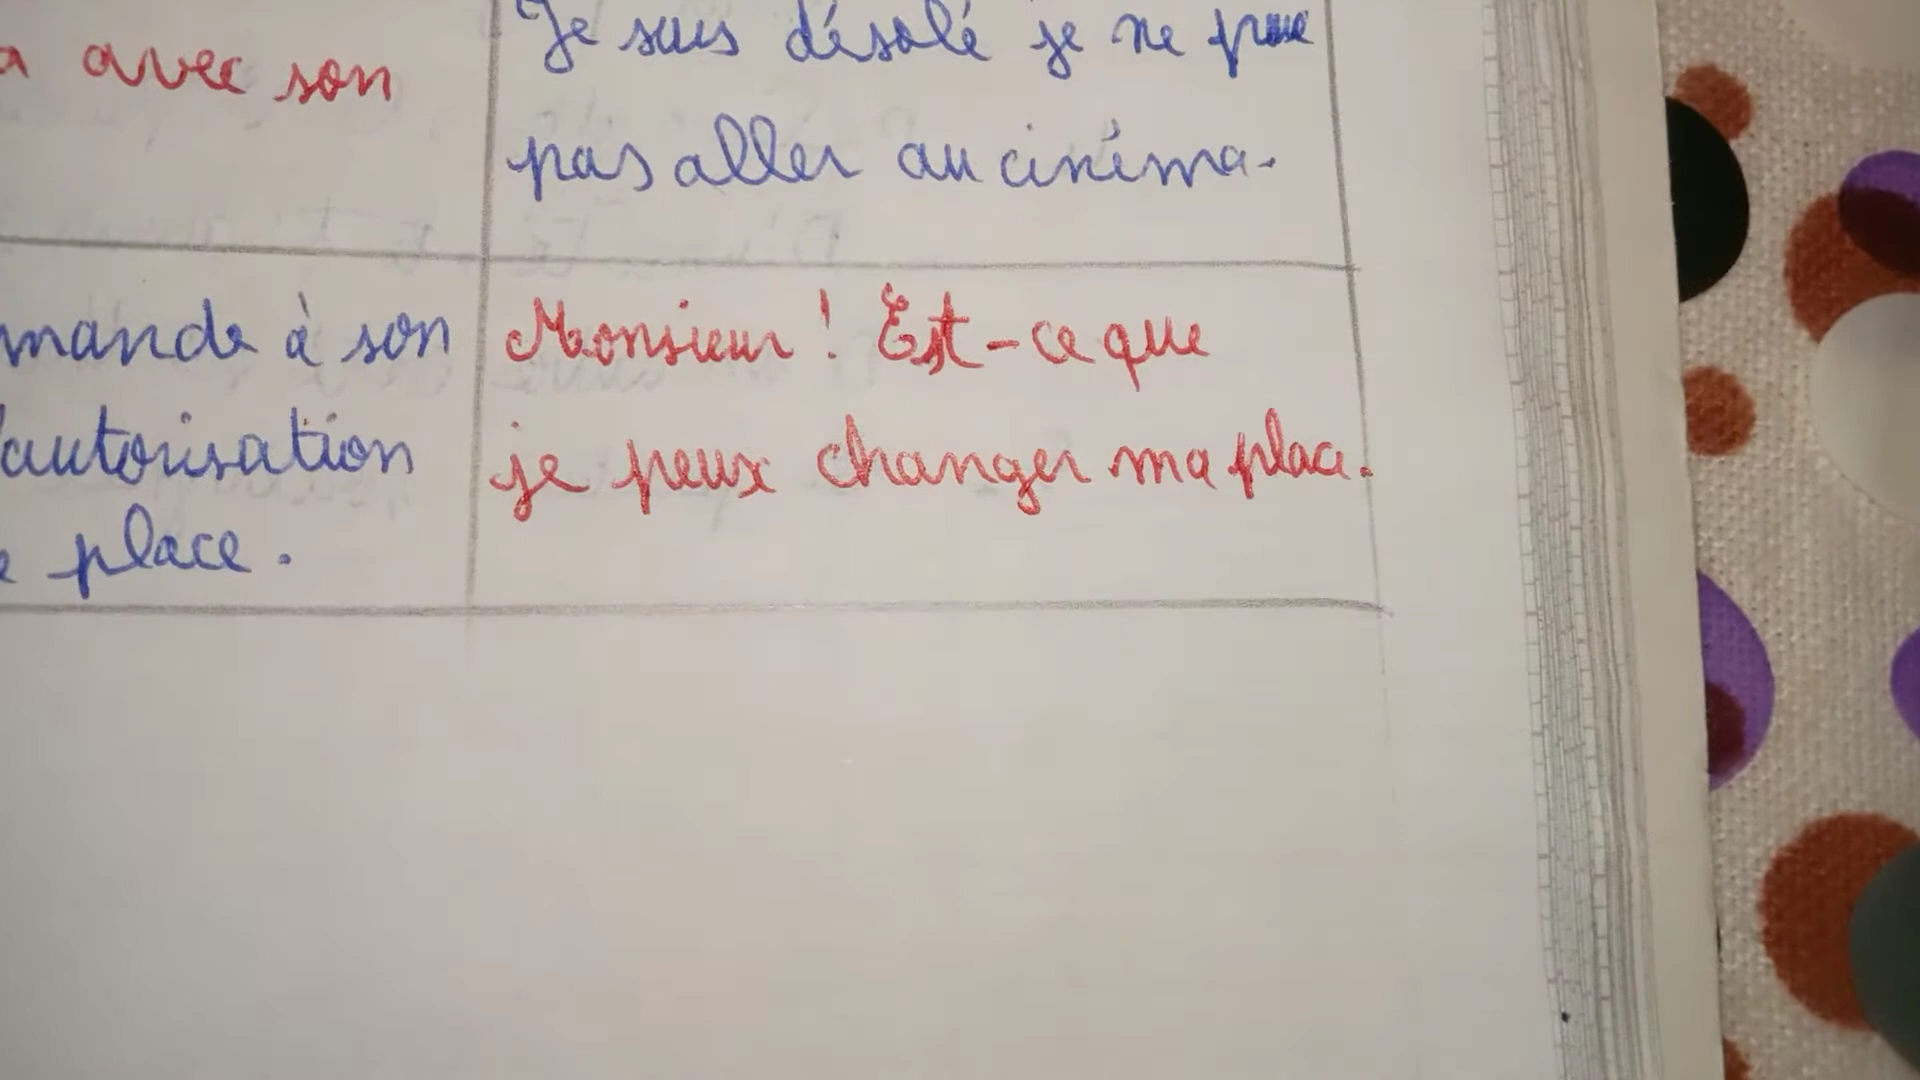 a avec son
Je suis désolé je ne peux
pas aller au cinéma.
mande à son
l'autorisation
e place.
Monsieur ! Est-ce que
je peux changer ma place.